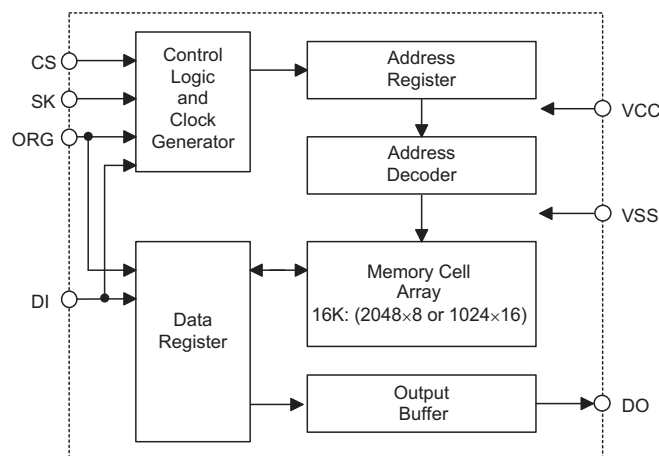 CS
SK
ORG
DI
Control
Logic
and
Clock
Generator
Address
Register
VCC
Address
Decoder
VSS
Data
Register
Memory Cell
Array
16K: (2048×8 or 1024×16)
Output
Buffer
DO